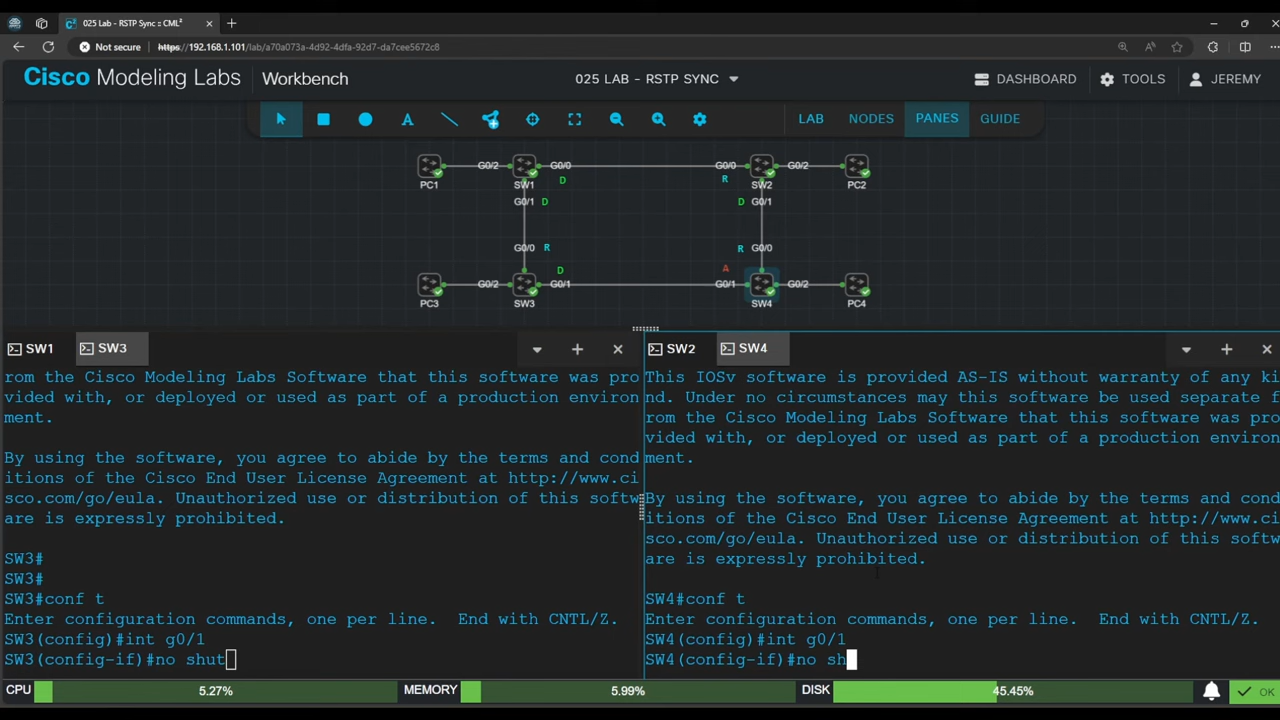 025 Lab - RSTP Sync :: CML²
Not secure
https://192.168.1.101/lab/a70a073a-4d92-4dfa-92d7-da7cee5672c8
Cisco Modeling Labs
Workbench
025 LAB - RSTP SYNC
DASHBOARD
TOOLS
JEREMY
A
LAB
NODES
PANES
GUIDE
G0/2
G0/0
G0/0
G0/2
PC1
SW1
D
R
SW2
PC2
G0/1 D
D G0/1
G0/0 R
R G0/0
D
A
G0/2
G0/1
G0/1
G0/2
PC3
SW3
SW4
PC4
SW1
SW3
rom the Cisco Modeling Labs Software that this software was pro
vided with, or deployed or used as part of a production environ
ment.
By using the software, you agree to abide by the terms and cond
itions of the Cisco End User License Agreement at http://www.ci
sco.com/go/eula. Unauthorized use or distribution of this softw
are is expressly prohibited.
SW3#
SW3#
SW3#conf t
Enter configuration commands, one per line.  End with CNTL/Z.
SW3(config)#int g0/1
SW3(config-if)#no shut
SW2
SW4
This IOSv software is provided AS-IS without warranty of any ki
nd. Under no circumstances may this software be used separate f
rom the Cisco Modeling Labs Software that this software was pro
vided with, or deployed or used as part of a production environ
ment.
By using the software, you agree to abide by the terms and cond
itions of the Cisco End User License Agreement at http://www.ci
sco.com/go/eula. Unauthorized use or distribution of this softw
are is expressly prohibited.
SW4#conf t
Enter configuration commands, one per line.  End with CNTL/Z.
SW4(config)#int g0/1
SW4(config-if)#no sh
CPU
5.27%
MEMORY
5.99%
DISK
45.45%
OK